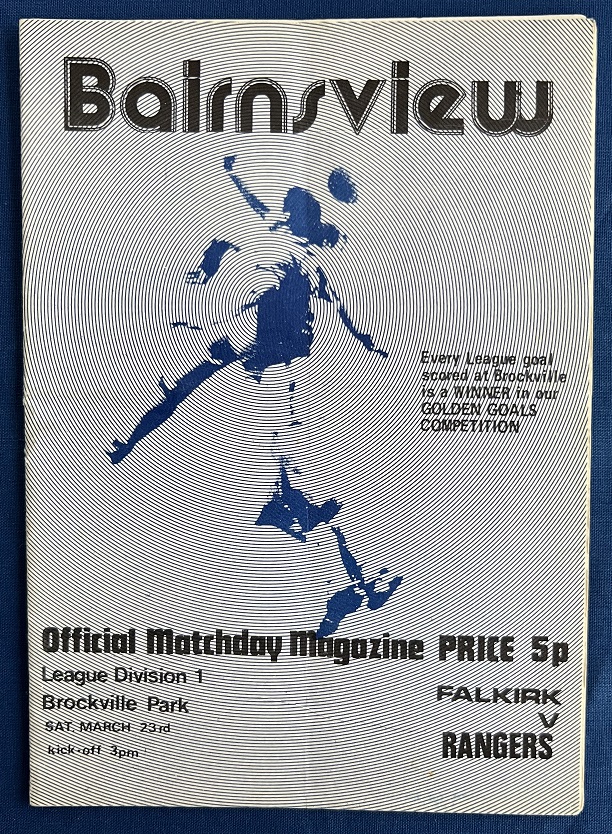 Bairnsview
Every League goal
scored at Brockville
is a WINNER in our
GOLDEN GOALS
COMPETITION
Official Matchday Magazine PRICE 5p
League Division 1
Brockville Park
SAT. MARCH 23rd
kick-off 3pm
FALKIRK
V
RANGERS